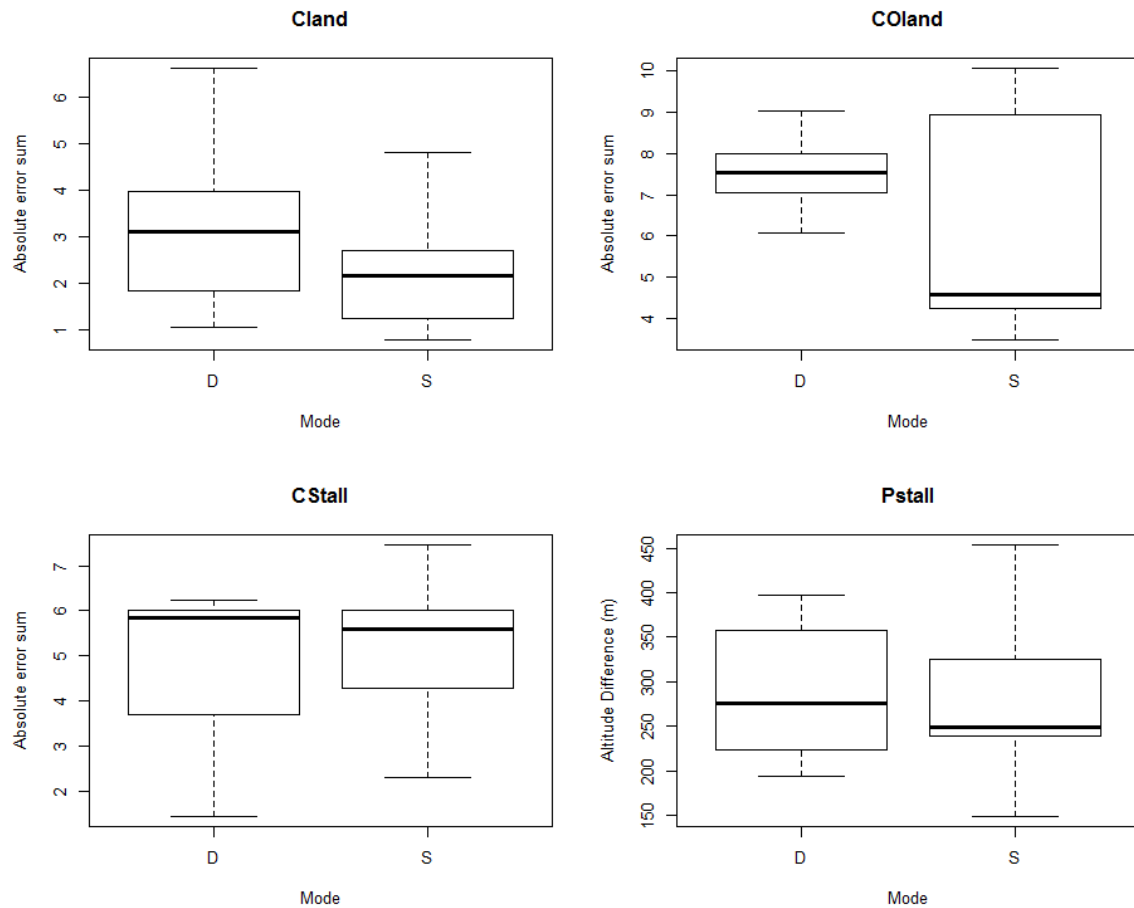 Cland
Absolute error sum
6
5
4
3
2
1
D
S
Mode
COland
Absolute error sum
10
9
8
7
6
5
4
D
S
Mode
CStall
Absolute error sum
7
6
5
4
3
2
D
S
Mode
Pstall
Altitude Difference (m)
450
400
350
300
250
200
150
D
S
Mode